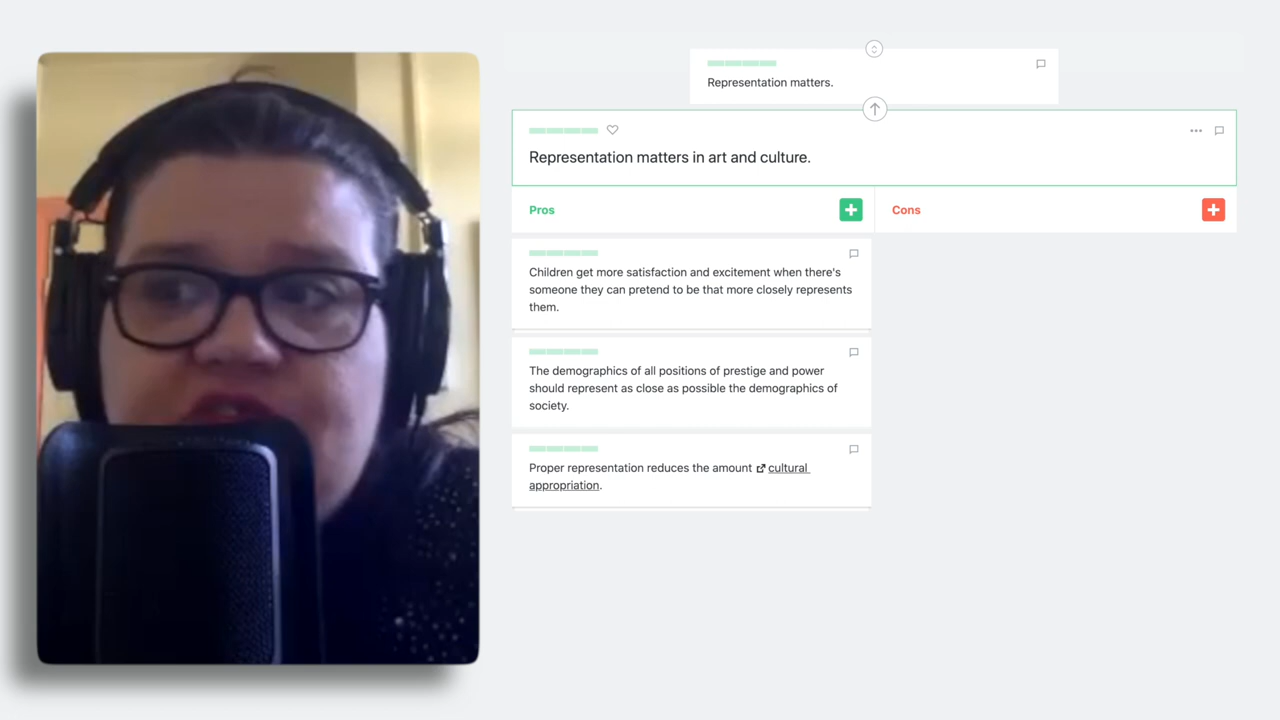 Representation matters.
Representation matters in art and culture.
Pros
Cons
Children get more satisfaction and excitement when there's
someone they can pretend to be that more closely represents
them.
The demographics of all positions of prestige and power
should represent as close as possible the demographics of
society.
Proper representation reduces the amount cultural
appropriation.